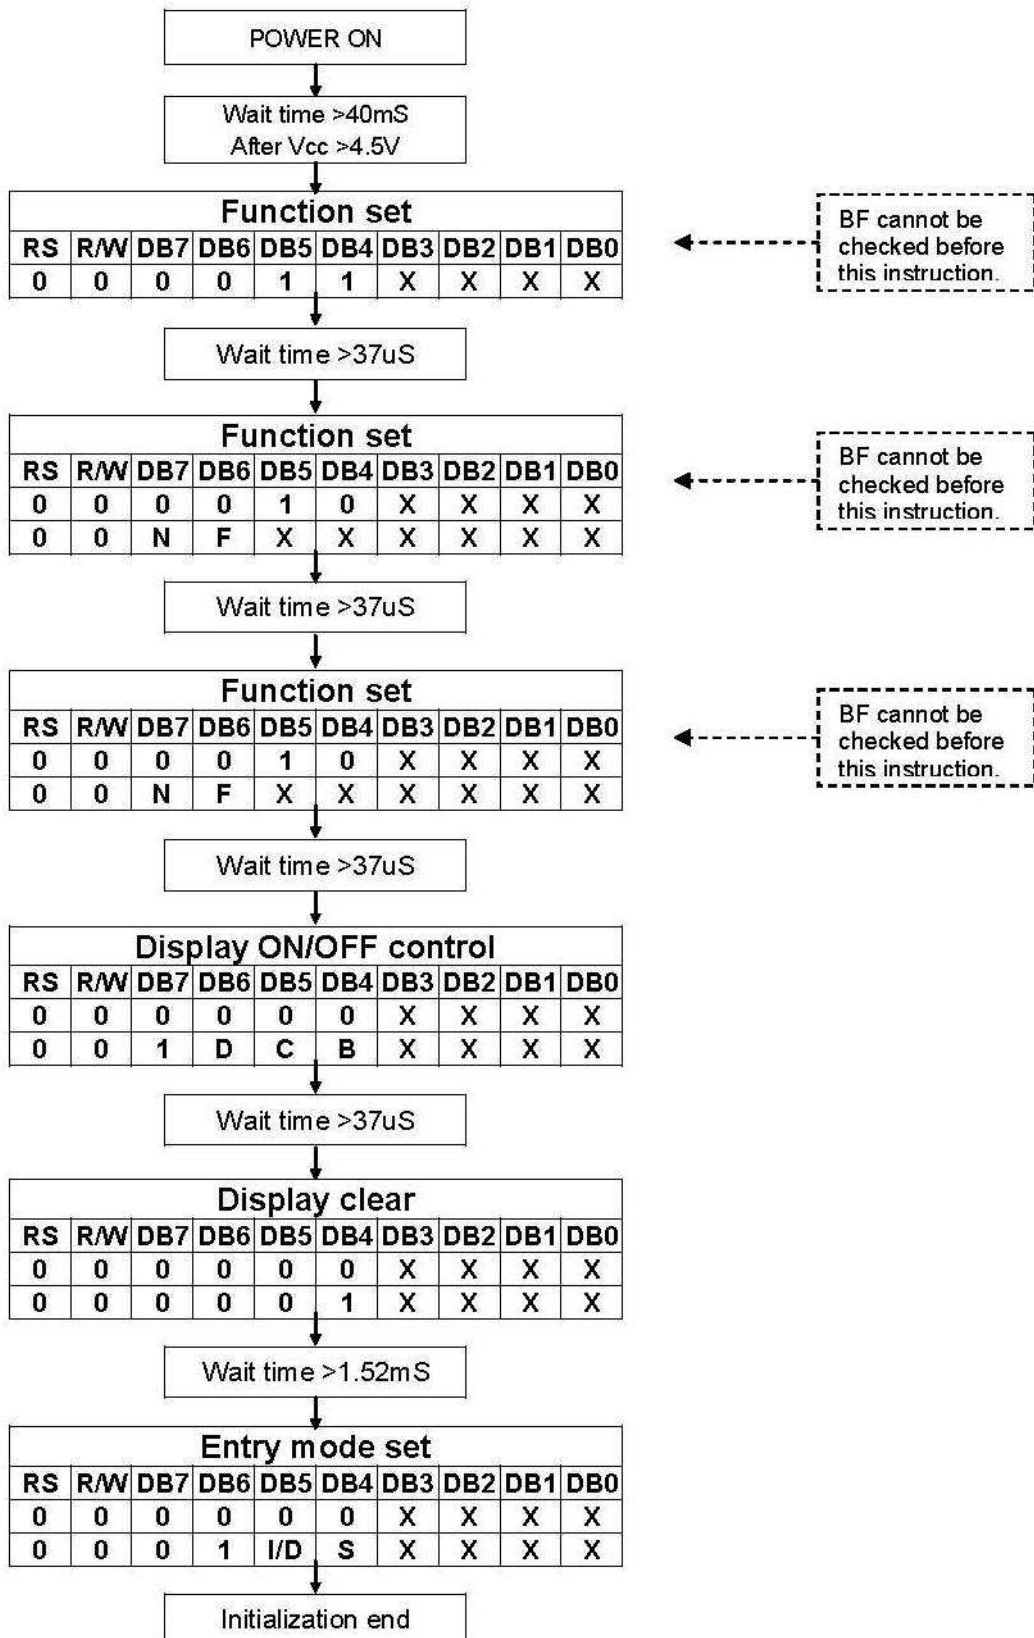 POWER ON
Wait time >40mS
After Vcc >4.5V
Function set
RS R/W DB7 DB6 DB5 DB4 DB3 DB2 DB1 DB0
0 0 0 0 1 1 X X X X
BF cannot be
checked before
this instruction.
Wait time >37uS
Function set
RS R/W DB7 DB6 DB5 DB4 DB3 DB2 DB1 DB0
0 0 0 0 1 0 X X X X
0 0 N F X X X X X X
BF cannot be
checked before
this instruction.
Wait time >37uS
Function set
RS R/W DB7 DB6 DB5 DB4 DB3 DB2 DB1 DB0
0 0 0 0 1 0 X X X X
0 0 N F X X X X X X
BF cannot be
checked before
this instruction.
Wait time >37uS
Display ON/OFF control
RS R/W DB7 DB6 DB5 DB4 DB3 DB2 DB1 DB0
0 0 0 0 0 0 X X X X
0 0 1 D C B X X X X
Wait time >37uS
Display clear
RS R/W DB7 DB6 DB5 DB4 DB3 DB2 DB1 DB0
0 0 0 0 0 0 X X X X
0 0 0 0 0 1 X X X X
Wait time >1.52mS
Entry mode set
RS R/W DB7 DB6 DB5 DB4 DB3 DB2 DB1 DB0
0 0 0 0 0 0 X X X X
0 0 0 1 I/D S X X X X
Initialization end